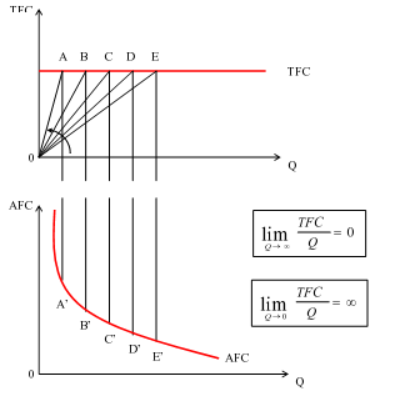 TFC
A B C D E
TFC
0
Q
AFC
lim Q→∞ TFC/Q = 0
lim Q→0 TFC/Q = ∞
A'
B'
C'
D'
E'
AFC
0
Q